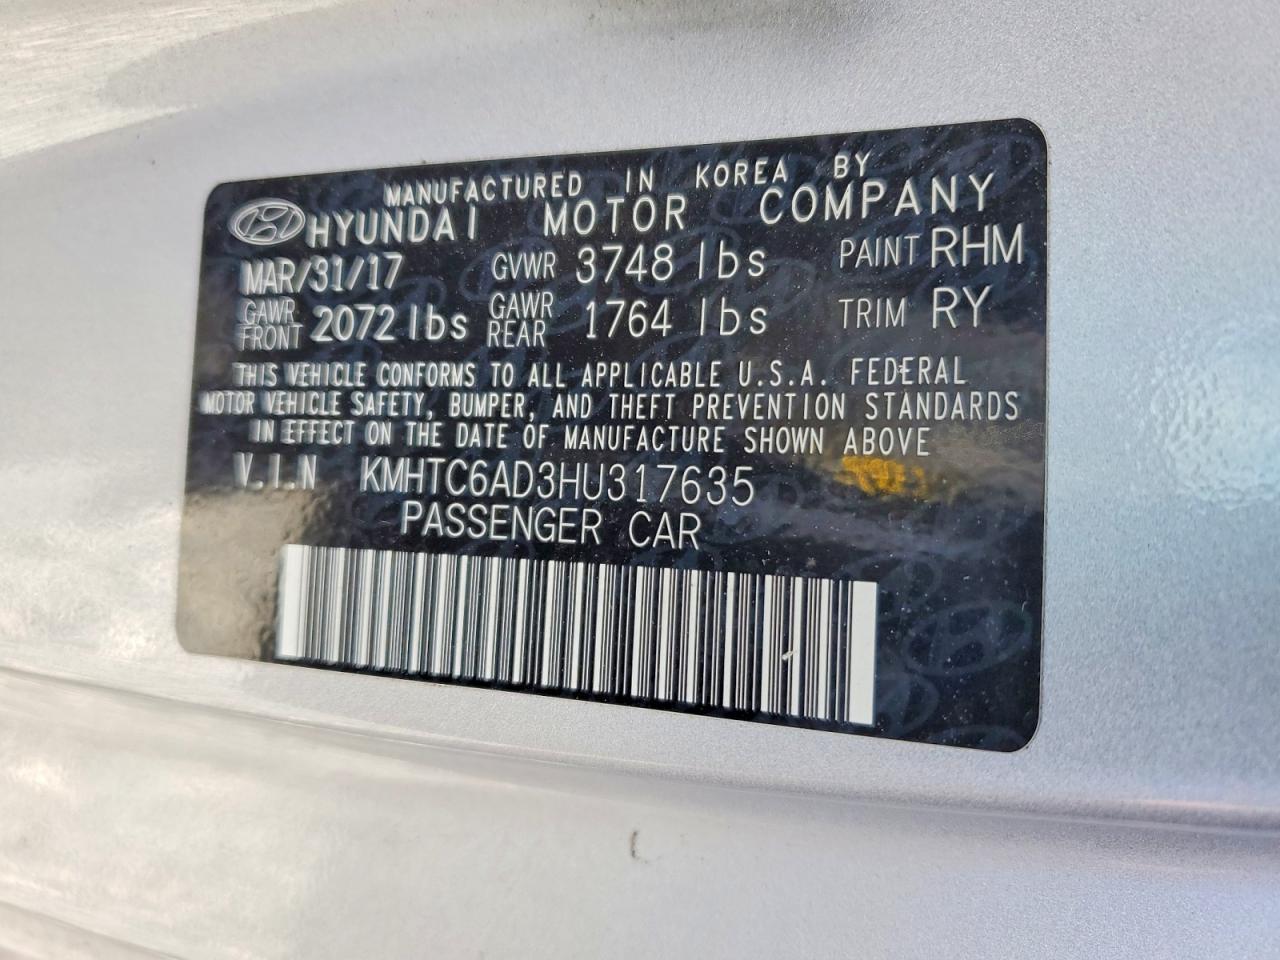 MANUFACTURED IN KOREA BY
HYUNDAI MOTOR COMPANY
MAR/31/17 GVWR 3748 lbs PAINT RHM
GAWR FRONT 2072 lbs GAWR REAR 1764 lbs TRIM RY
THIS VEHICLE CONFORMS TO ALL APPLICABLE U.S.A. FEDERAL
MOTOR VEHICLE SAFETY, BUMPER, AND THEFT PREVENTION STANDARDS
IN EFFECT ON THE DATE OF MANUFACTURE SHOWN ABOVE
V.I.N KMHTC6AD3HU317635
PASSENGER CAR